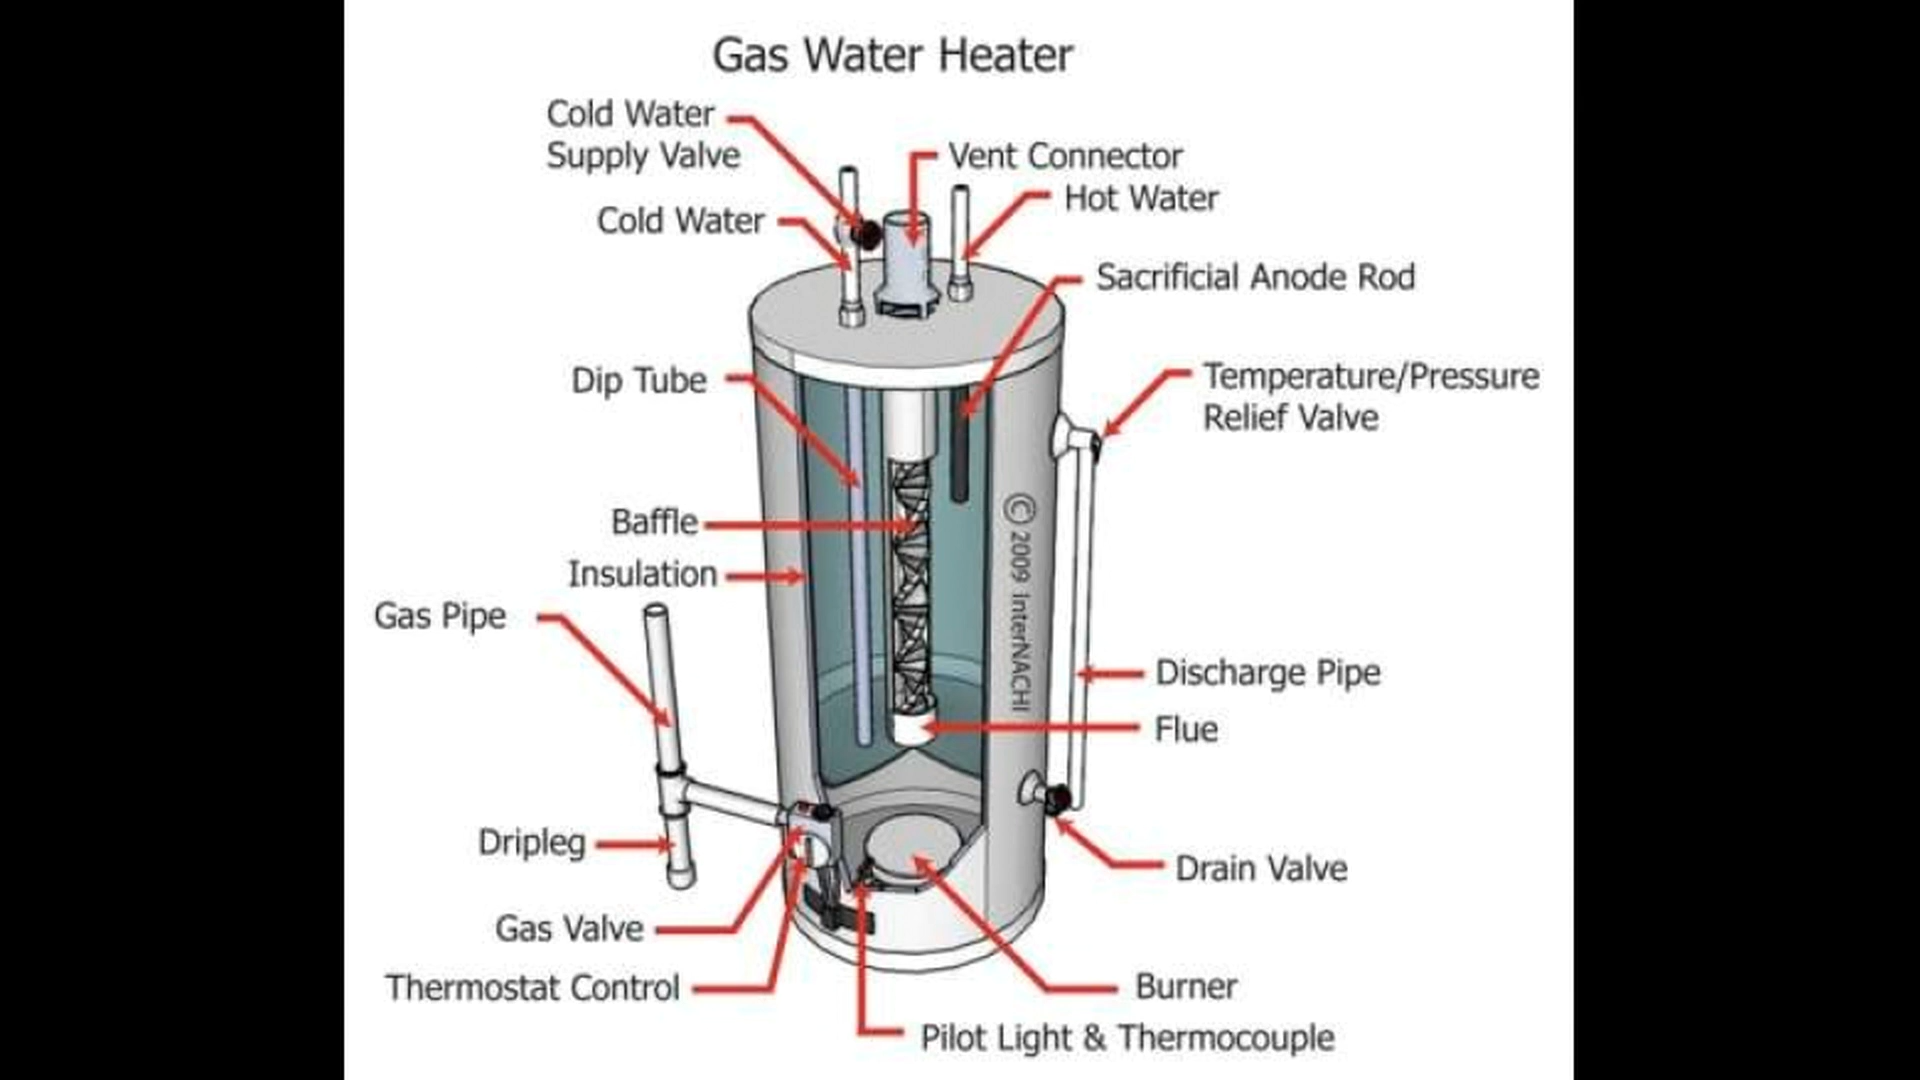 Gas Water Heater
Cold Water
Supply Valve
Vent Connector
Hot Water
Cold Water
Sacrificial Anode Rod
Dip Tube
Temperature/Pressure
Relief Valve
Baffle
Insulation
© 2009 InterNACHI
Gas Pipe
Discharge Pipe
Flue
Dripleg
Drain Valve
Gas Valve
Thermostat Control
Burner
Pilot Light & Thermocouple